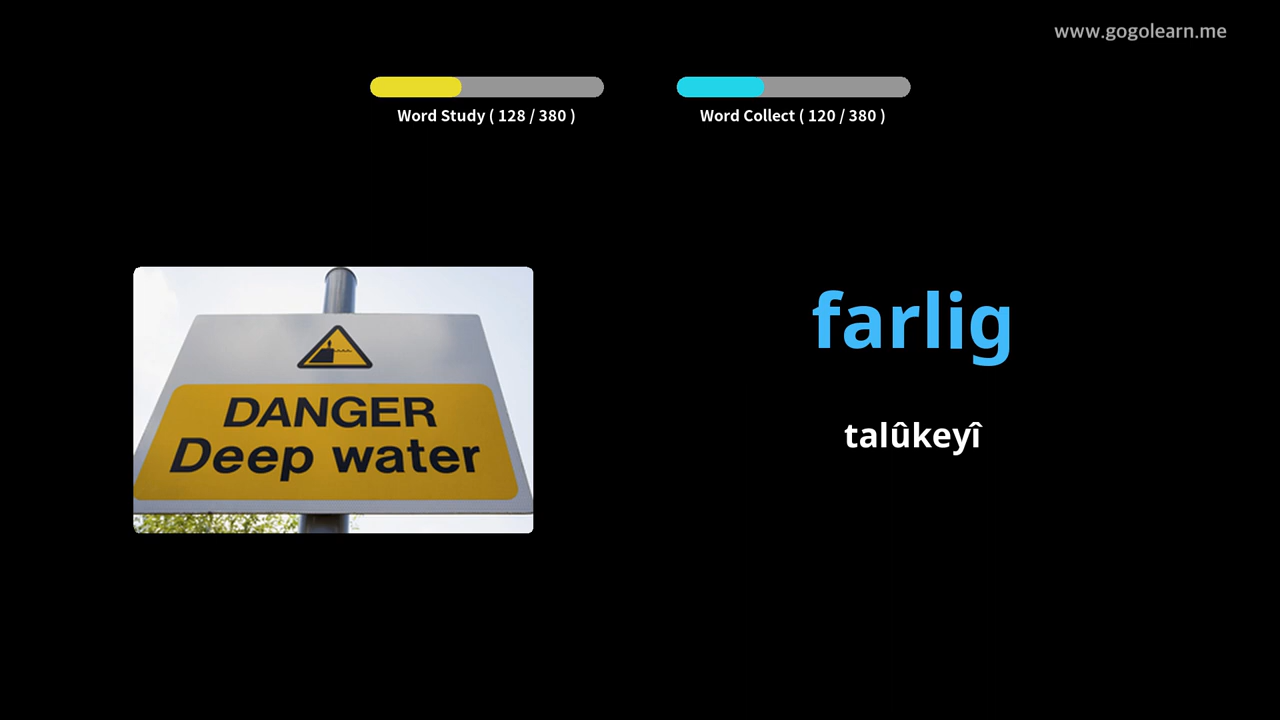 www.gogolearn.me
Word Study ( 128 / 380 )
Word Collect ( 120 / 380 )
DANGER
Deep water
farlig
talûkeyî